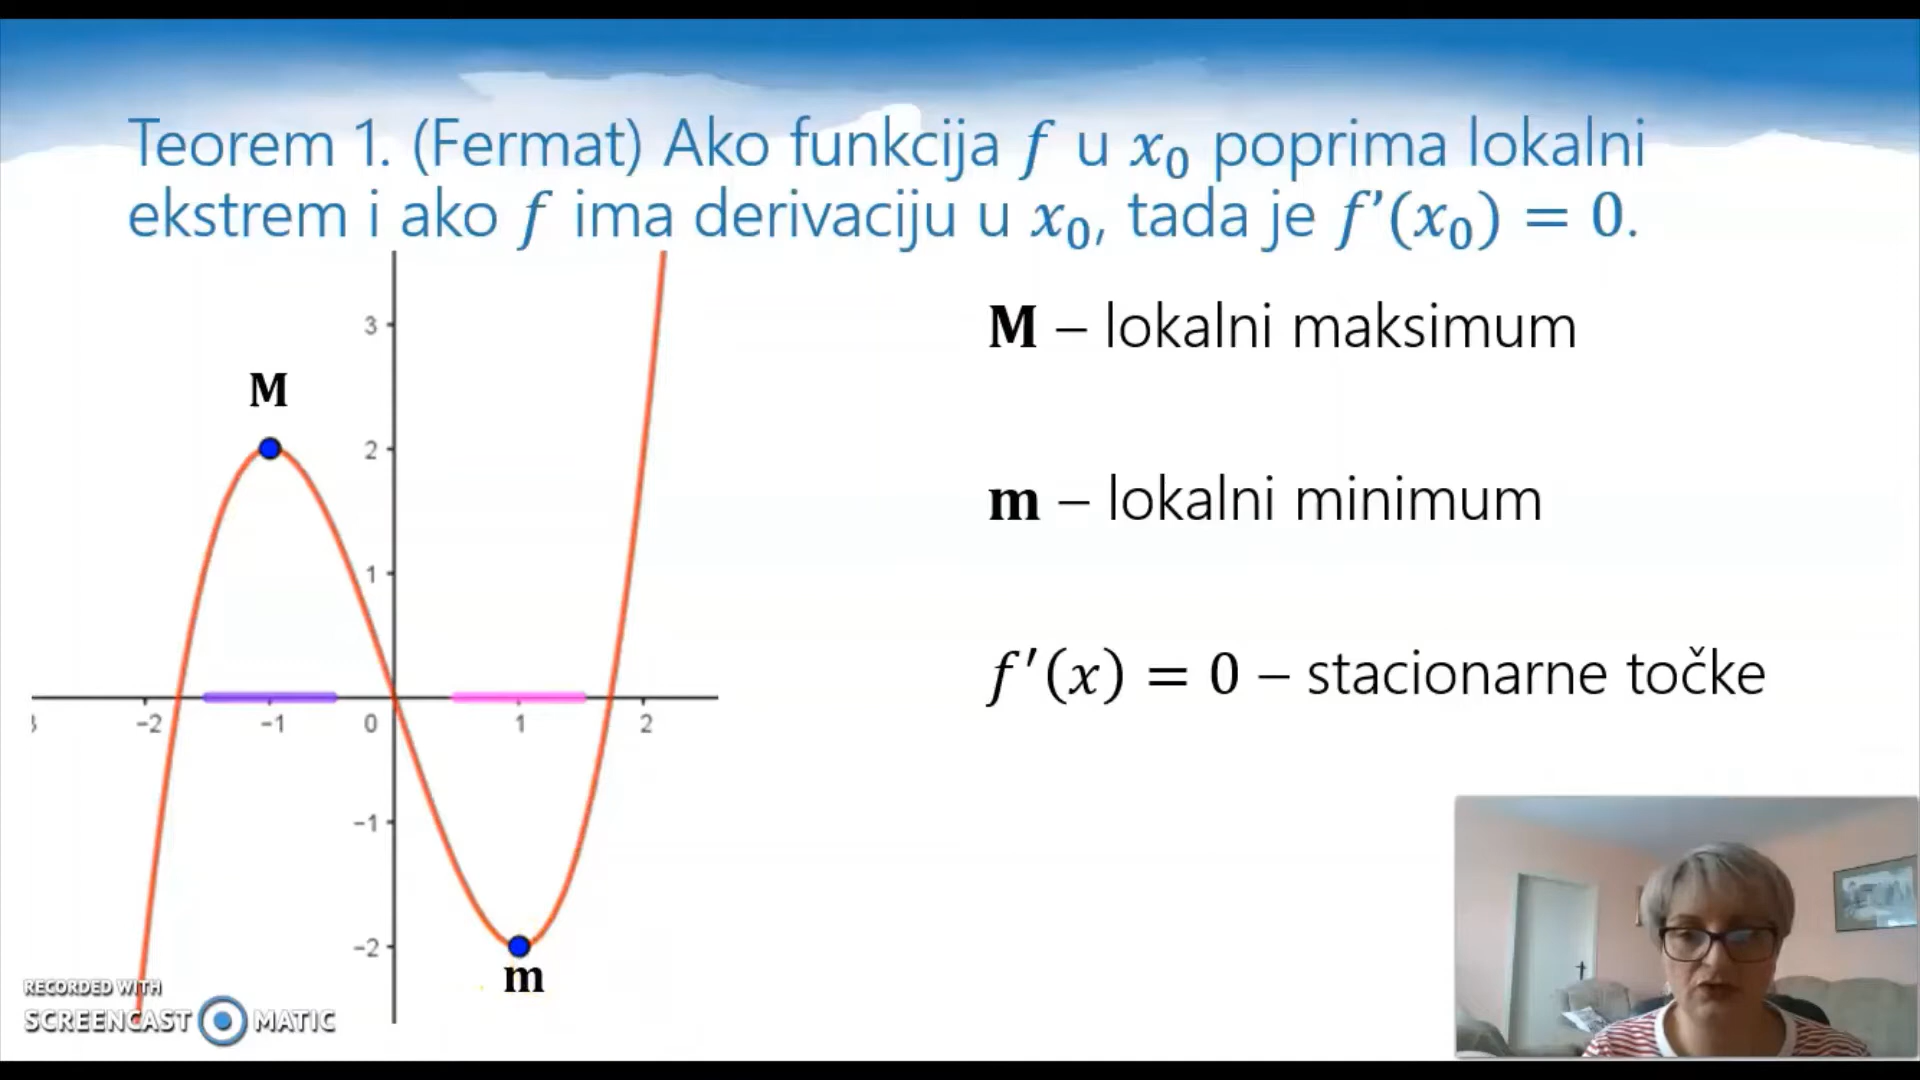 Teorem 1. (Fermat) Ako funkcija f u x₀ poprima lokalni
ekstrem i ako f ima derivaciju u x₀, tada je f’(x₀) = 0.
M – lokalni maksimum
m – lokalni minimum
f′(x) = 0 – stacionarne točke
3
M
2
1
3 −2 −1 0 1 2
−1
−2
m
RECORDED WITH
SCREENCAST MATIC